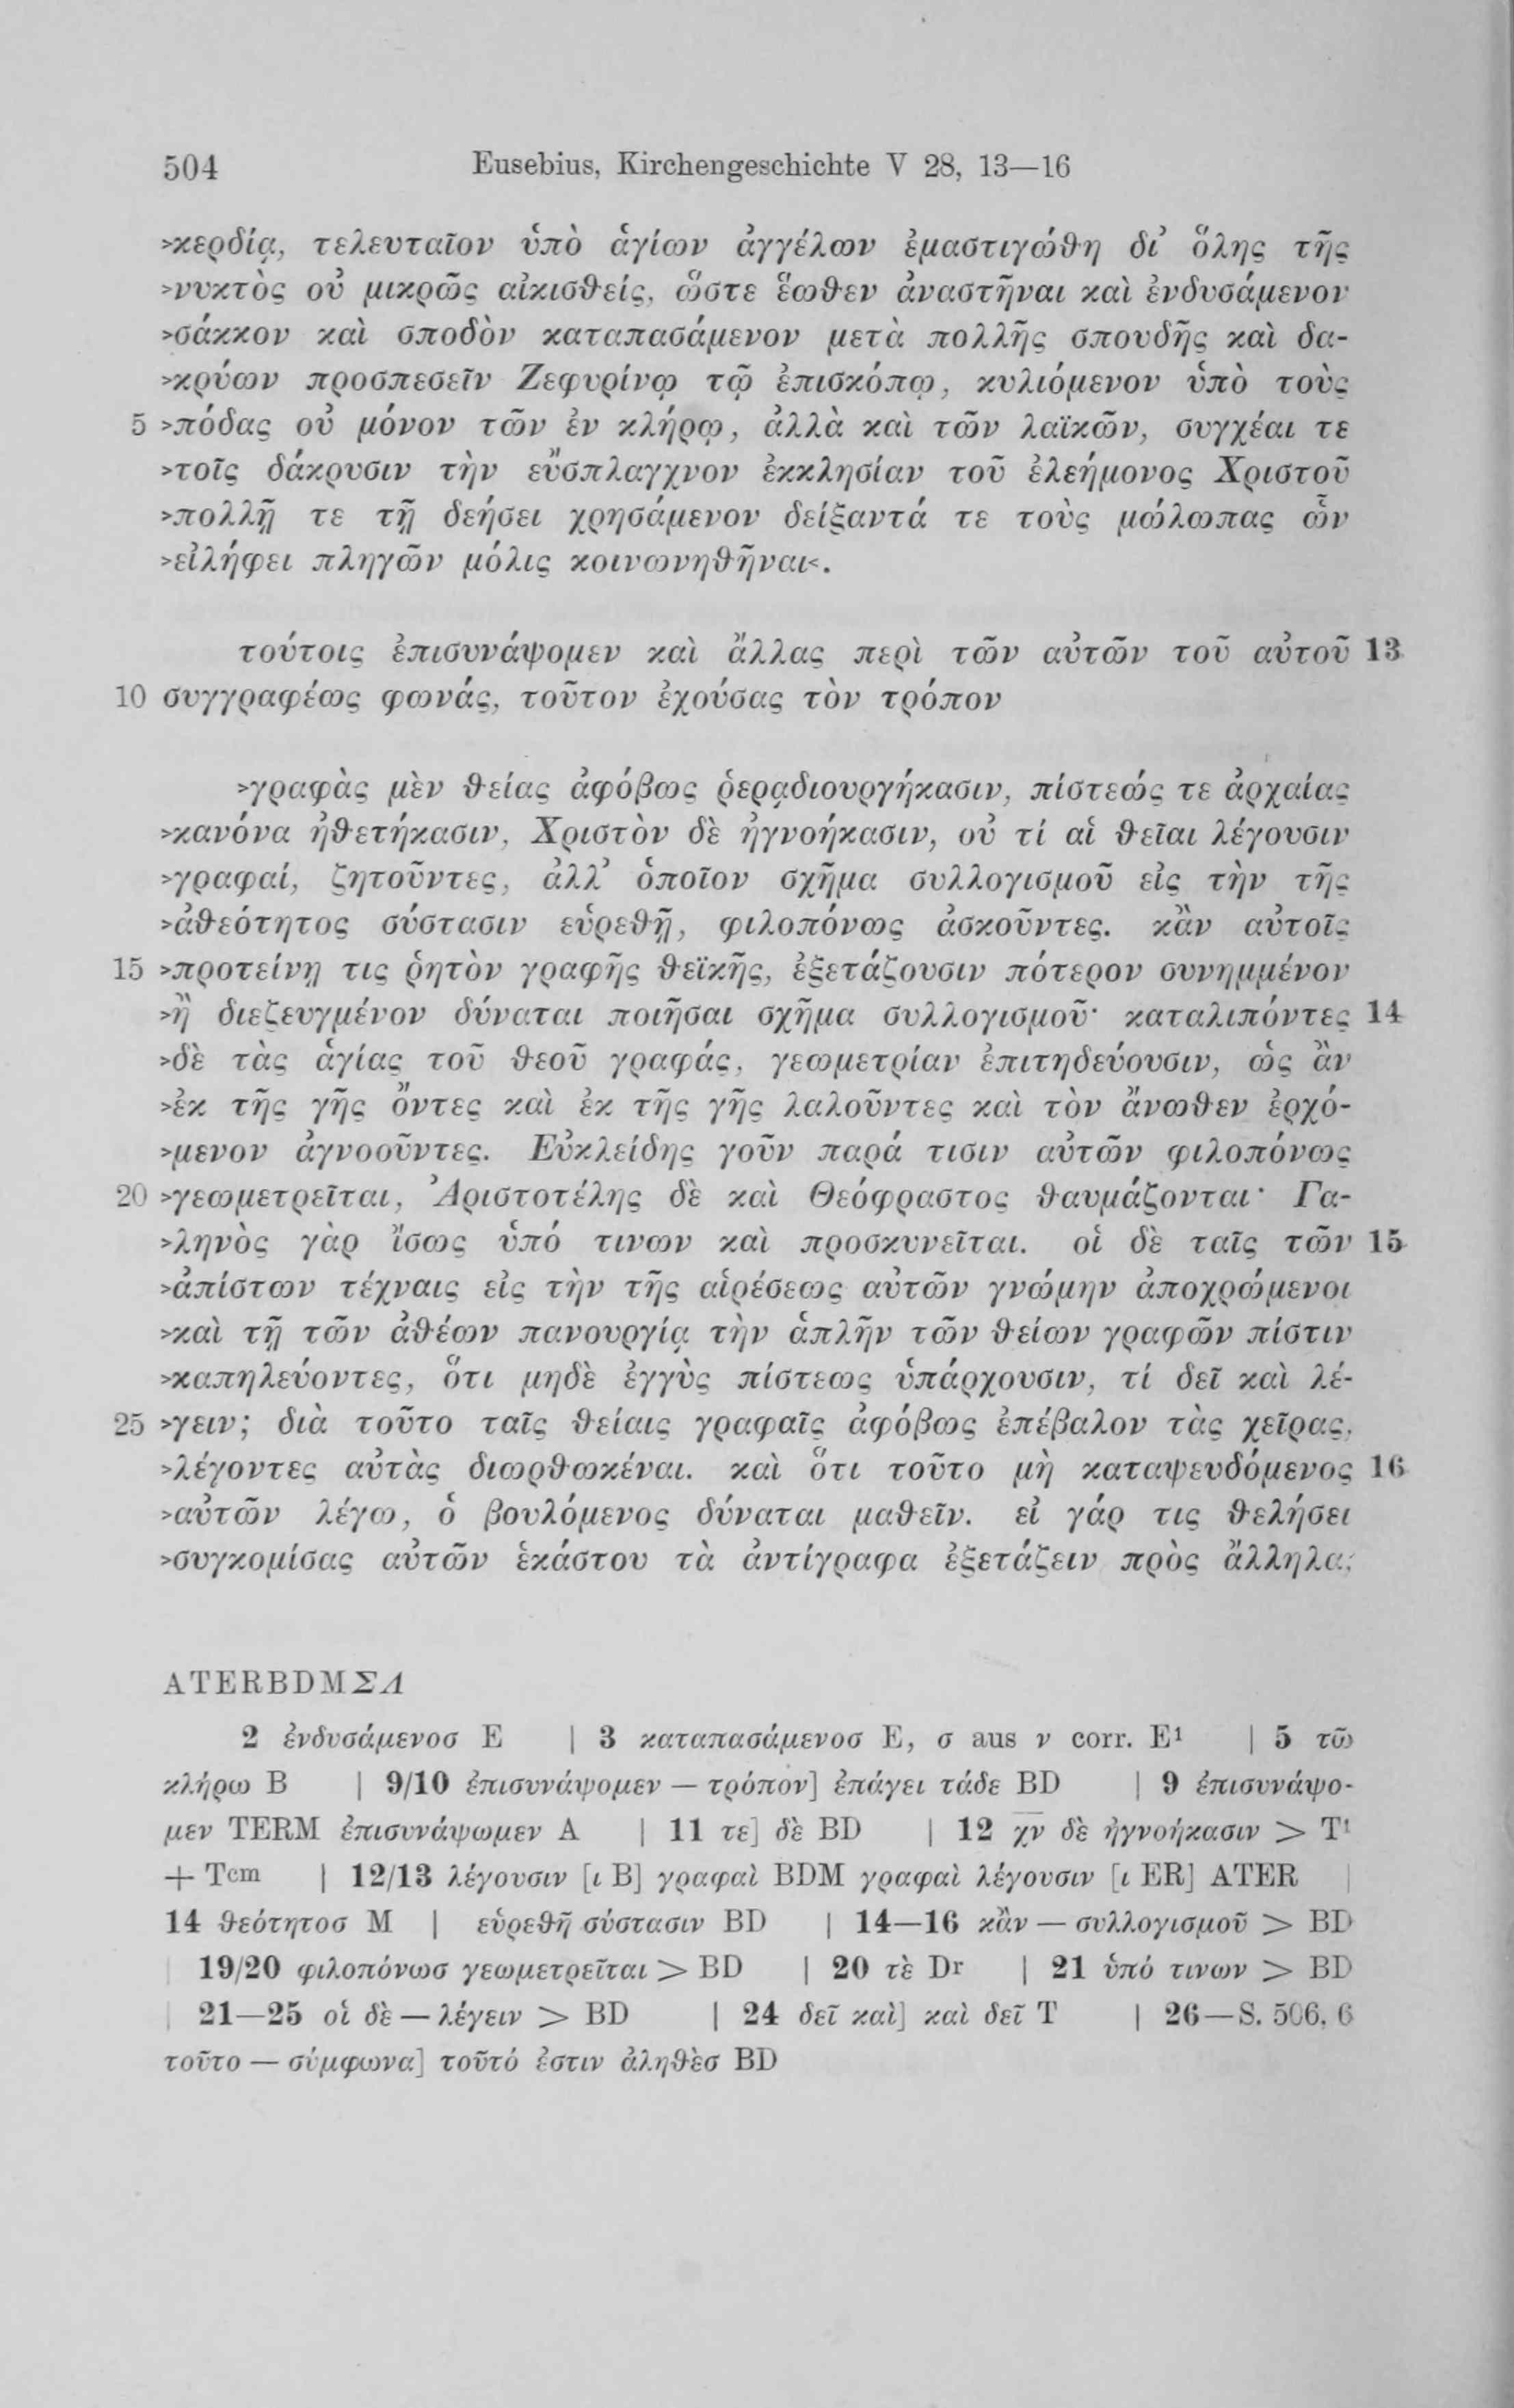 504 Eusebius, Kirchengeschichte V 28, 13—16
>κερδίᾳ, τελευταῖον ὑπὸ ἁγίων ἀγγέλων ἐμαστιγώθη δι’ ὅλης τῆς
>νυκτὸς οὐ μικρῶς αἰκισθείς, ὥστε ἕωθεν ἀναστῆναι καὶ ἐνδυσάμενον
>σάκκον καὶ σποδὸν καταπασάμενον μετὰ πολλῆς σπουδῆς καὶ δα-
>κρύων προσπεσεῖν Ζεφυρίνῳ τῷ ἐπισκόπῳ, κυλιόμενον ὑπὸ τοὺς
5 >πόδας οὐ μόνον τῶν ἐν κλήρῳ, ἀλλὰ καὶ τῶν λαϊκῶν, συγχέαι τε
>τοῖς δάκρυσιν τὴν εὔσπλαγχνον ἐκκλησίαν τοῦ ἐλεήμονος Χριστοῦ
>πολλῇ τε τῇ δεήσει χρησάμενον δείξαντά τε τοὺς μώλωπας ὧν
>εἰλήφει πληγῶν μόλις κοινωνηθῆναι<.
τούτοις ἐπισυνάψομεν καὶ ἄλλας περὶ τῶν αὐτῶν τοῦ αὐτοῦ 13
10 συγγραφέως φωνάς, τοῦτον ἐχούσας τὸν τρόπον
>γραφὰς μὲν θείας ἀφόβως ῥερᾳδιουργήκασιν, πίστεώς τε ἀρχαίας
>κανόνα ἠθετήκασιν, Χριστὸν δὲ ἠγνοήκασιν, οὐ τί αἱ θεῖαι λέγουσιν
>γραφαί, ζητοῦντες, ἀλλ’ ὁποῖον σχῆμα συλλογισμοῦ εἰς τὴν τῆς
>ἀθεότητος σύστασιν εὑρεθῇ, φιλοπόνως ἀσκοῦντες. κἂν αὐτοῖς
15 >προτείνῃ τις ῥητὸν γραφῆς θεϊκῆς, ἐξετάζουσιν πότερον συνημμένον
>ἢ διεζευγμένον δύναται ποιῆσαι σχῆμα συλλογισμοῦ· καταλιπόντες 14
>δὲ τὰς ἁγίας τοῦ θεοῦ γραφάς, γεωμετρίαν ἐπιτηδεύουσιν, ὡς ἂν
>ἐκ τῆς γῆς ὄντες καὶ ἐκ τῆς γῆς λαλοῦντες καὶ τὸν ἄνωθεν ἐρχό-
>μενον ἀγνοοῦντες. Εὐκλείδης γοῦν παρά τισιν αὐτῶν φιλοπόνως
20 >γεωμετρεῖται, Ἀριστοτέλης δὲ καὶ Θεόφραστος θαυμάζονται· Γα-
>ληνὸς γὰρ ἴσως ὑπό τινων καὶ προσκυνεῖται. οἱ δὲ ταῖς τῶν 15
>ἀπίστων τέχναις εἰς τὴν τῆς αἱρέσεως αὐτῶν γνώμην ἀποχρώμενοι
>καὶ τῇ τῶν ἀθέων πανουργίᾳ τὴν ἁπλῆν τῶν θείων γραφῶν πίστιν
>καπηλεύοντες, ὅτι μηδὲ ἐγγὺς πίστεως ὑπάρχουσιν, τί δεῖ καὶ λέ-
25 >γειν; διὰ τοῦτο ταῖς θείαις γραφαῖς ἀφόβως ἐπέβαλον τὰς χεῖρας,
>λέγοντες αὐτὰς διωρθωκέναι. καὶ ὅτι τοῦτο μὴ καταψευδόμενος 16
>αὐτῶν λέγω, ὁ βουλόμενος δύναται μαθεῖν. εἰ γάρ τις θελήσει
>συγκομίσας αὐτῶν ἑκάστου τὰ ἀντίγραφα ἐξετάζειν πρὸς ἄλληλα,
ATERBDMΣΛ
2 ἐνδυσάμενοσ E | 3 καταπασάμενοσ E, σ aus ν corr. E¹ | 5 τῶ
κλήρω B | 9/10 ἐπισυνάψομεν — τρόπον] ἐπάγει τάδε BD | 9 ἐπισυνάψο-
μεν TERM ἐπισυνάψωμεν A | 11 τε] δὲ BD | 12 χ̅ν̅ δὲ ἠγνοήκασιν > T¹
+ Tᶜᵐ | 12/13 λέγουσιν [ι B] γραφαὶ BDM γραφαὶ λέγουσιν [ι ER] ATER |
14 θεότητοσ M | εὑρεθῆ σύστασιν BD | 14—16 κἂν — συλλογισμοῦ > BD
| 19/20 φιλοπόνωσ γεωμετρεῖται > BD | 20 τὲ Dʳ | 21 ὑπό τινων > BD
| 21—25 οἱ δὲ — λέγειν > BD | 24 δεῖ καὶ] καὶ δεῖ T | 26—S. 506, 6
τοῦτο — σύμφωνα] τοῦτό ἐστιν ἀληθὲσ BD